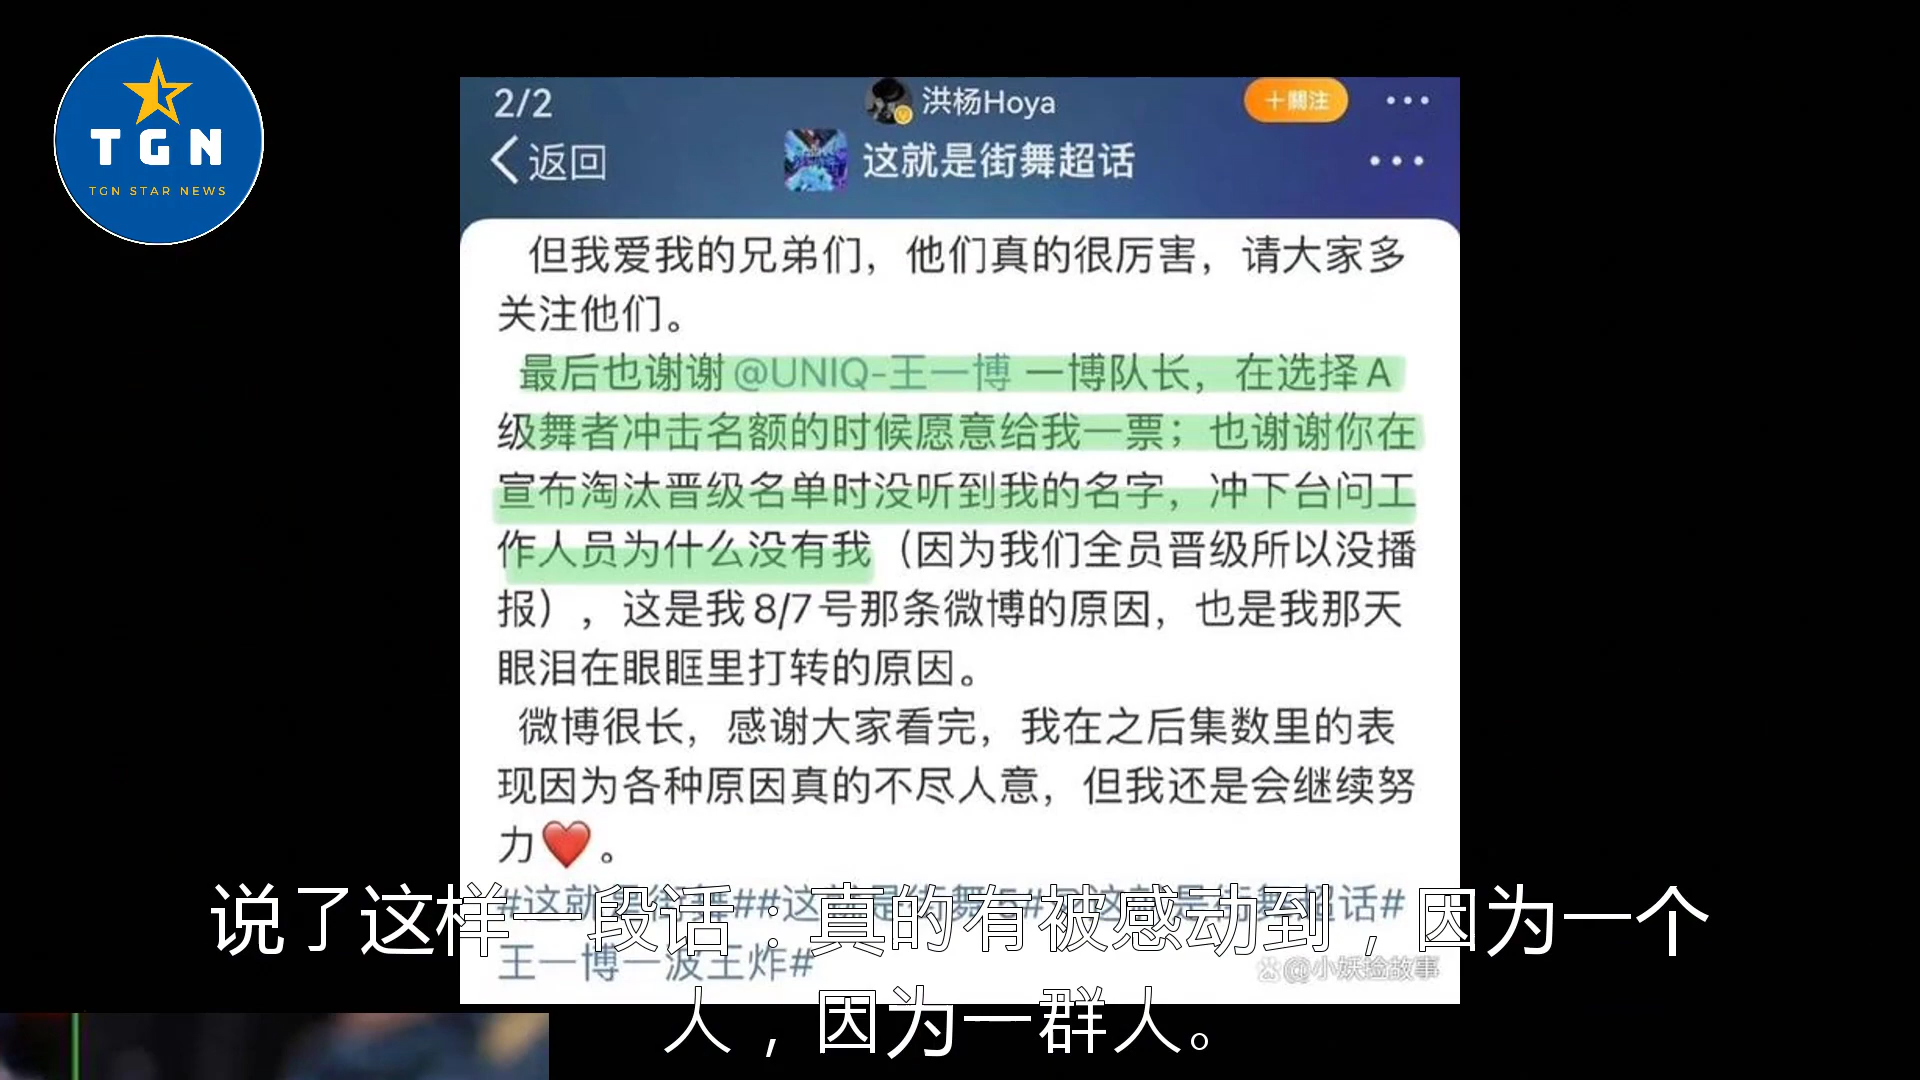 TGN
TGN STAR NEWS
2/2
洪杨Hoya
十關注
返回
这就是街舞超话
但我爱我的兄弟们，他们真的很厉害，请大家多
关注他们。
最后也谢谢@UNIQ-王一博 一博队长，在选择A
级舞者冲击名额的时候愿意给我一票；也谢谢你在
宣布淘汰晋级名单时没听到我的名字，冲下台问工
作人员为什么没有我（因为我们全员晋级所以没播
报），这是我8/7号那条微博的原因，也是我那天
眼泪在眼眶里打转的原因。
微博很长，感谢大家看完，我在之后集数里的表
现因为各种原因真的不尽人意，但我还是会继续努
力❤️。
王一博一波王炸#
@小妖捡故事
说了这样一段话：真的有被感动到，因为一个
人，因为一群人。